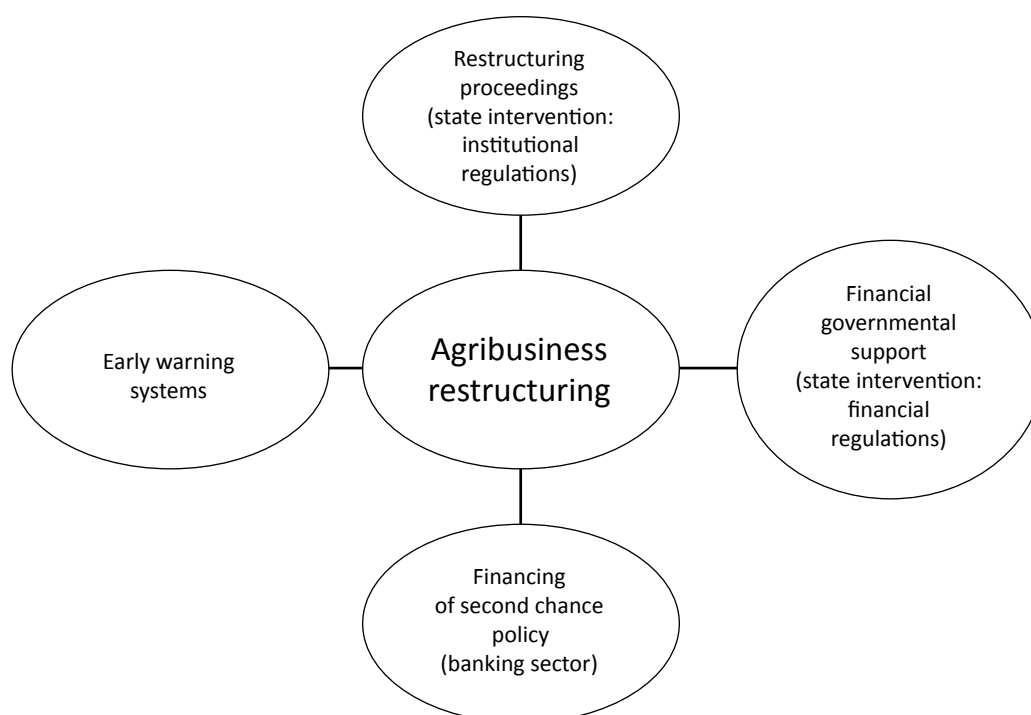 Restructuring
proceedings
(state intervention:
institutional
regulations)
Early warning
systems
Agribusiness
restructuring
Financial
governmental
support
(state intervention:
financial
regulations)
Financing
of second chance
policy
(banking sector)